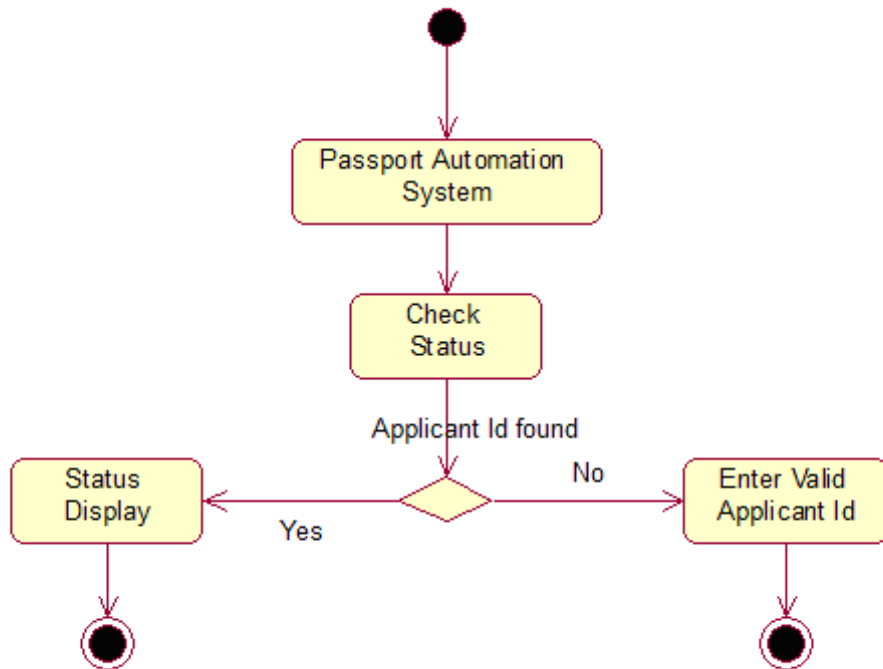 Passport Automation
System
Check
Status
Applicant Id found
Status
Display
Yes
No
Enter Valid
Applicant Id